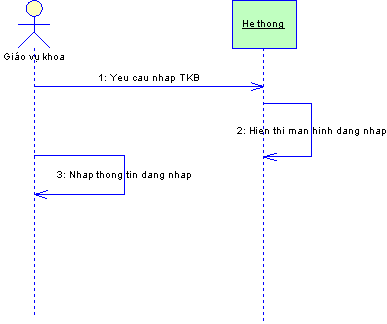 He thong
Giáo vụ khoa
1: Yeu cau nhap TKB
2: Hien thi man hinh dang nhap
3: Nhap thong tin dang nhap